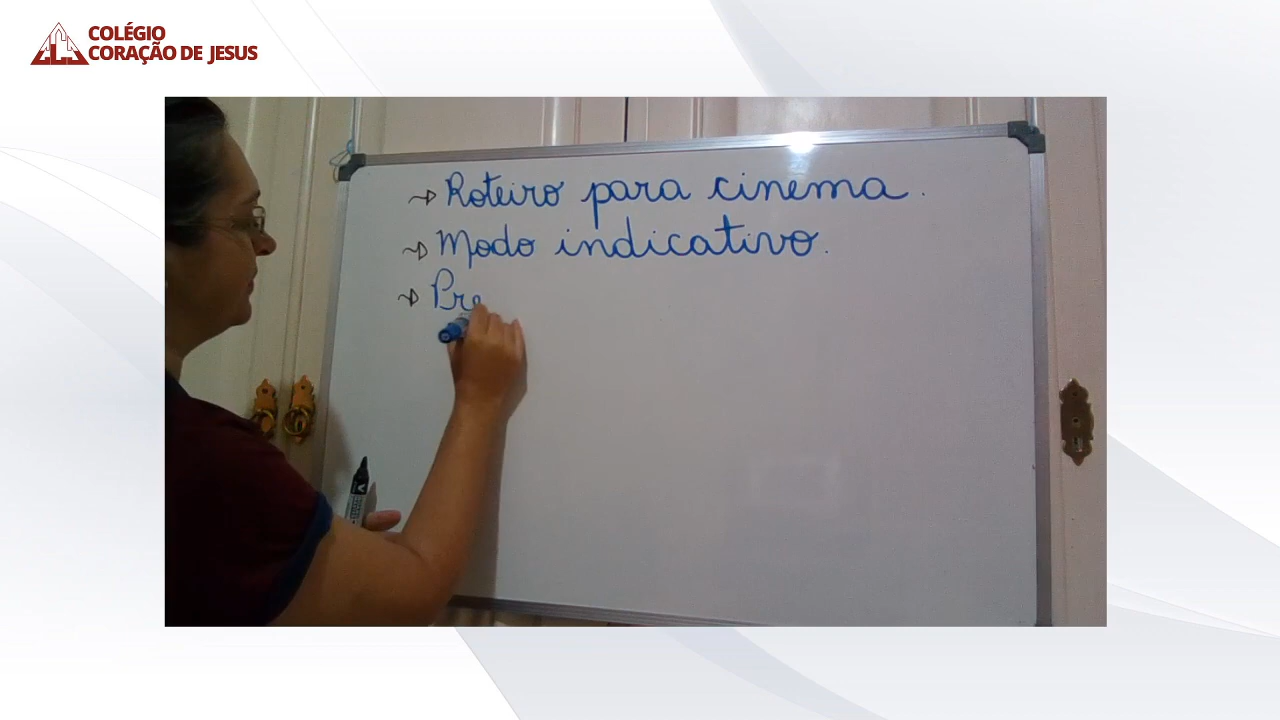 COLÉGIO
CORAÇÃO DE JESUS
Roteiro para cinema.
Modo indicativo.
Pre